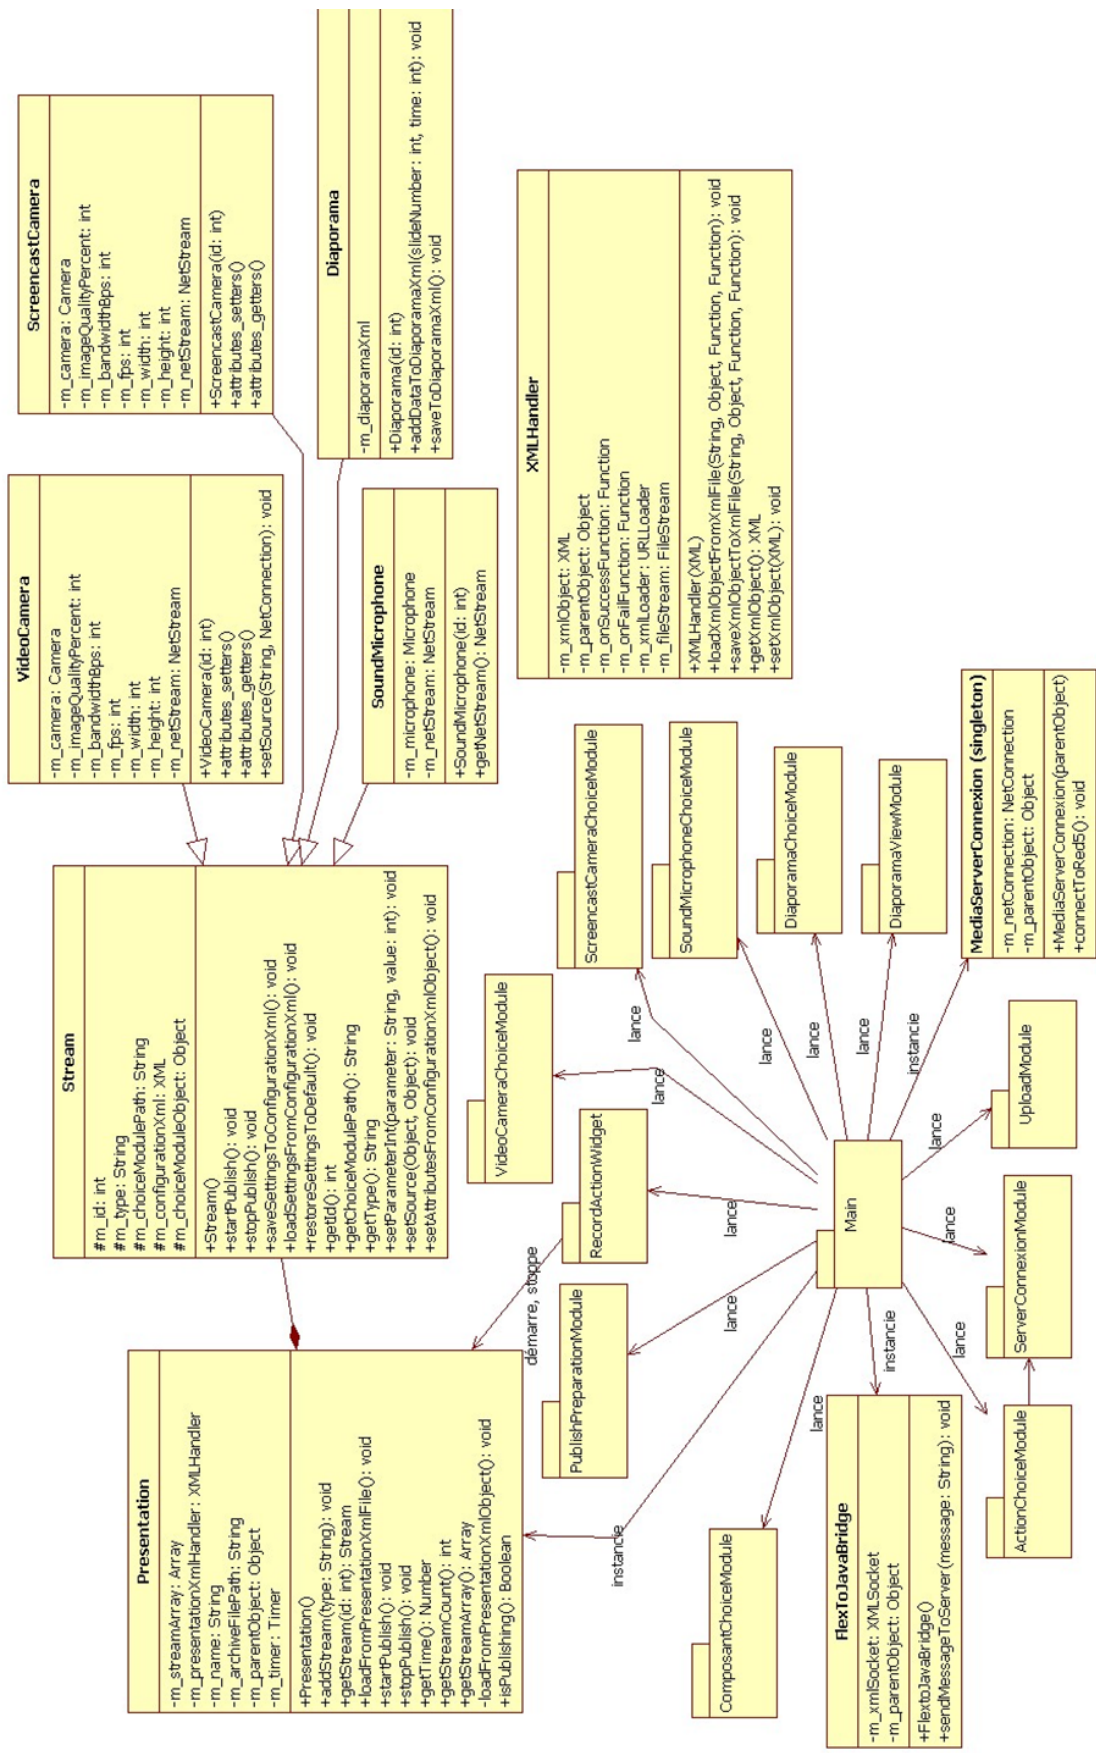 Presentation
-m_streamArray: Array
-m_presentationXmlHandler: XMLHandler
-m_name: String
-m_archiveFilePath: String
-m_parentObject: Object
-m_timer: Timer
+Presentation()
+addStream(type: String): void
+getStream(id: int): Stream
+loadFromPresentationXmlFile(): void
+startPublish(): void
+stopPublish(): void
+getTime(): Number
+getStreamCount(): int
+getStreamArray(): Array
-loadFromPresentationXmlObject(): void
+isPublishing(): Boolean
Stream
#m_id: int
#m_type: String
#m_choiceModulePath: String
#m_configurationXml: XML
#m_choiceModuleObject: Object
+Stream()
+startPublish(): void
+stopPublish(): void
+saveSettingsToConfigurationXml(): void
+loadSettingsFromConfigurationXml(): void
+restoreSettingsToDefault(): void
+getId(): int
+getChoiceModulePath(): String
+getType(): String
+setParameterInt(parameter: String, value: int): void
+setSource(Object, Object): void
+setAttributesFromConfigurationXmlObject(): void
VideoCamera
-m_camera: Camera
-m_imageQualityPercent: int
-m_bandwidthBps: int
-m_fps: int
-m_width: int
-m_height: int
-m_netStream: NetStream
+VideoCamera(id: int)
+attributes_setters()
+attributes_getters()
+setSource(String, NetConnection): void
ScreencastCamera
-m_camera: Camera
-m_imageQualityPercent: int
-m_bandwidthBps: int
-m_fps: int
-m_width: int
-m_height: int
-m_netStream: NetStream
+ScreencastCamera(id: int)
+attributes_setters()
+attributes_getters()
Diaporama
-m_diaporamaXml
+Diaporama(id: int)
+addDataToDiaporamaXml(slideNumber: int, time: int): void
+saveToDiaporamaXml(): void
SoundMicrophone
-m_microphone: Microphone
-m_netStream: NetStream
+SoundMicrophone(id: int)
+getNetStream(): NetStream
XMLHandler
-m_xmlObject: XML
-m_parentObject: Object
-m_onSuccessFunction: Function
-m_onFailFunction: Function
-m_xmlLoader: URLLoader
-m_fileStream: FileStream
+XMLHandler(XML)
+loadXmlObjectFromXmlFile(String, Object, Function, Function): void
+saveXmlObjectToXmlFile(String, Object, Function, Function): void
+getXmlObject(): XML
+setXmlObject(XML): void
démarre, stoppe
PublishPreparationModule
RecordActionWidget
VideoCameraChoiceModule
ScreencastCameraChoiceModule
SoundMicrophoneChoiceModule
DiaporamaChoiceModule
DiaporamaViewModule
instancie
lance
lance
lance
lance
lance
lance
lance
instancie
ComposantChoiceModule
Main
MediaServerConnexion (singleton)
-m_netConnection: NetConnection
-m_parentObject: Object
+MediaServerConnexion(parentObject)
+connectToRed5(): void
lance
instancie
lance
lance
lance
FlexToJavaBridge
-m_xmlSocket: XMLSocket
-m_parentObject: Object
+FlextoJavaBridge()
+sendMessageToServer(message: String): void
ActionChoiceModule
ServerConnexionModule
UploadModule